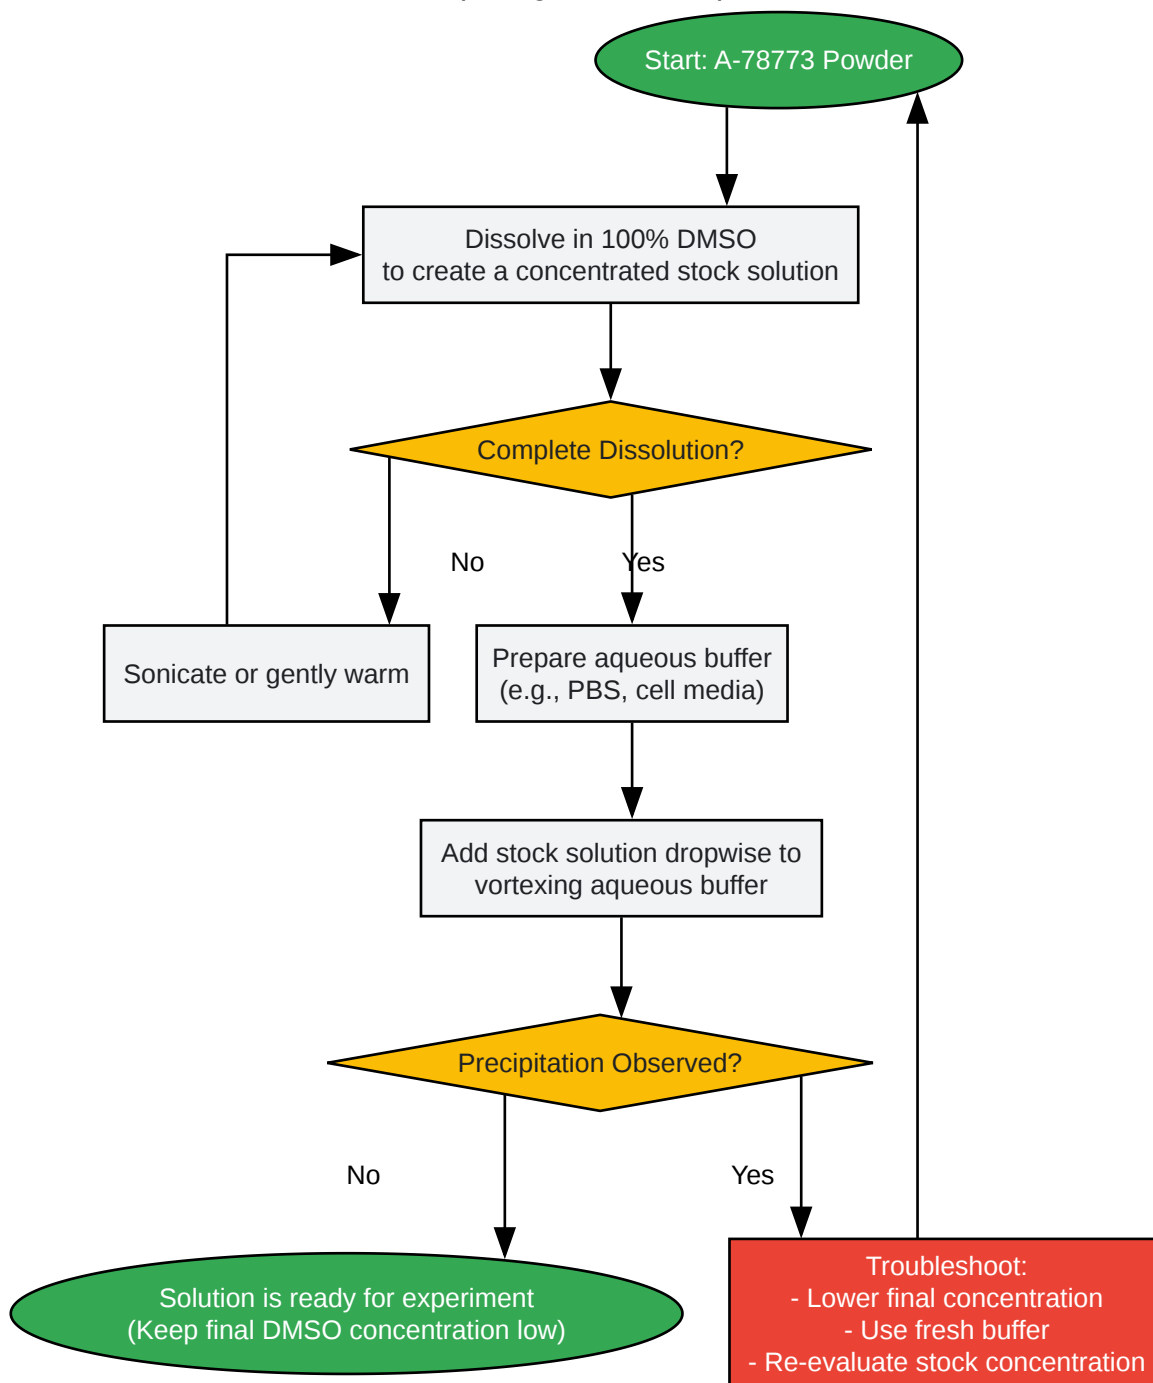 Start: A-78773 Powder
Dissolve in 100% DMSO
to create a concentrated stock solution
Complete Dissolution?
No
Yes
Sonicate or gently warm
Prepare aqueous buffer
(e.g., PBS, cell media)
Add stock solution dropwise to
vortexing aqueous buffer
Precipitation Observed?
No
Yes
Solution is ready for experiment
(Keep final DMSO concentration low)
Troubleshoot:
- Lower final concentration
- Use fresh buffer
- Re-evaluate stock concentration